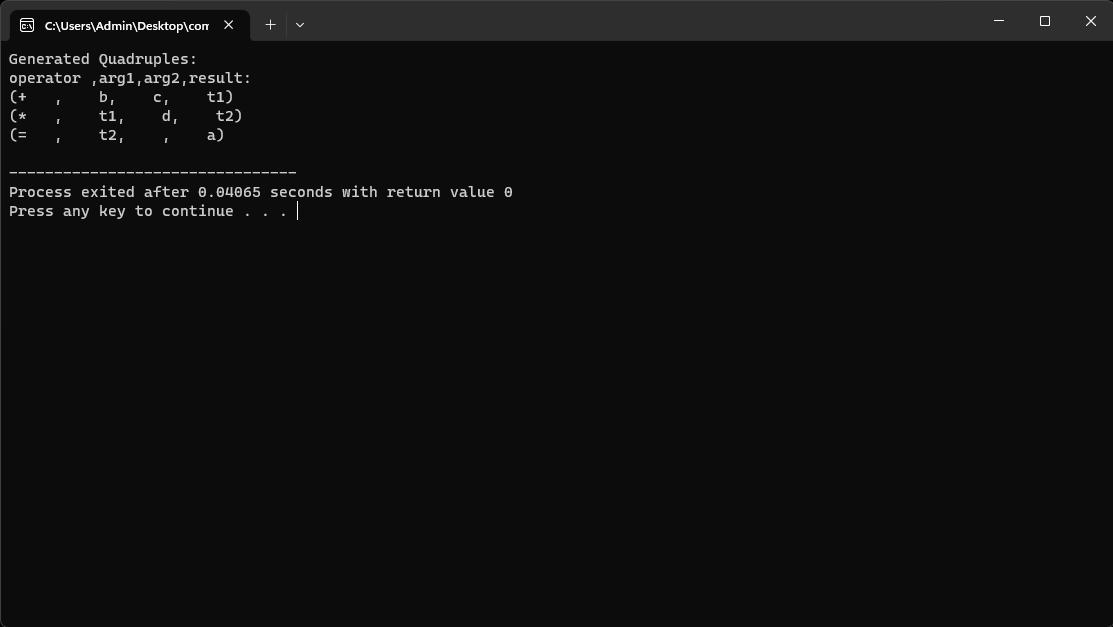 C:\Users\Admin\Desktop\com
Generated Quadruples:
operator ,arg1,arg2,result:
(+   ,    b,    c,    t1)
(*   ,    t1,    d,    t2)
(=   ,    t2,    ,    a)
--------------------------------
Process exited after 0.04065 seconds with return value 0
Press any key to continue . . .